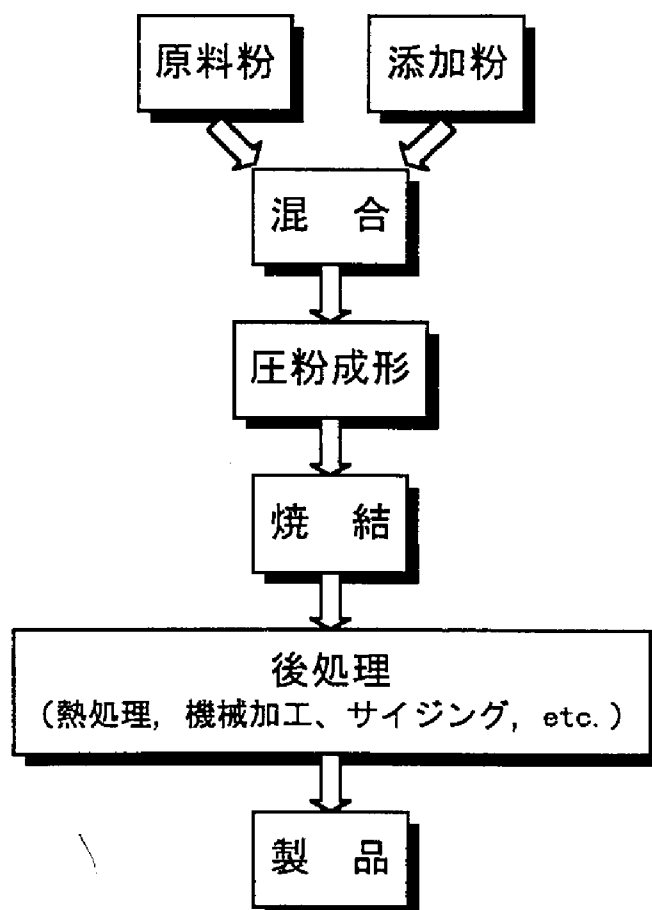 原料粉
添加粉
混　合
圧粉成形
焼　結
後処理
（熱処理, 機械加工、サイジング, etc.）
製　品